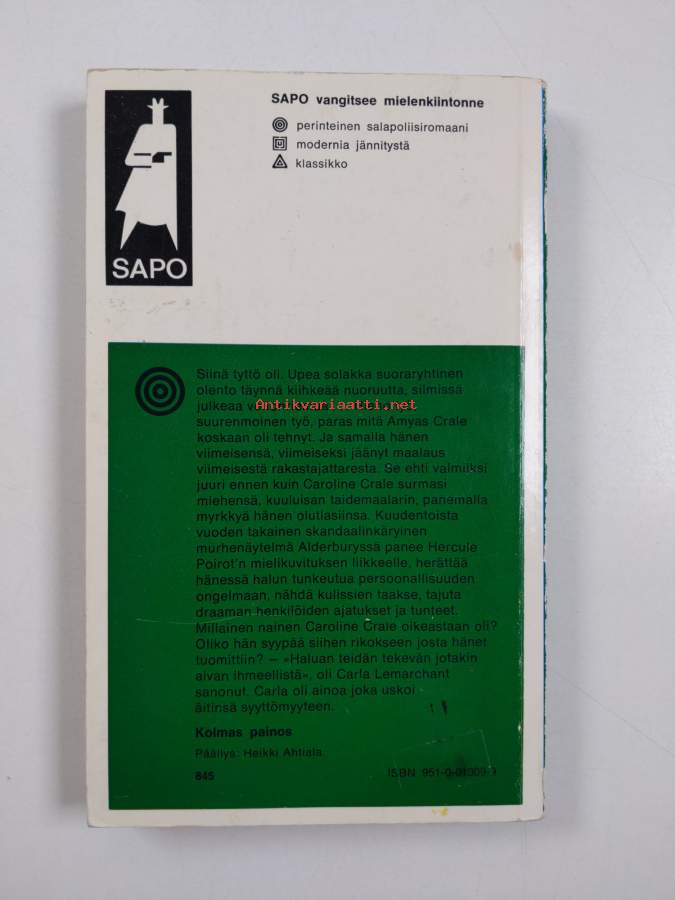 SAPO vangitsee mielenkiintonne
perinteinen salapoliisiromaani
modernia jännitystä
klassikko
SAPO
Siinä tyttö oli. Upea solakka suoraryhtinen
olento täynnä kiihkeää nuoruutta, silmissä
julkeaa
Antikvariaatti.net
suurenmoinen työ, paras mitä Amyas Crale
koskaan oli tehnyt. Ja samalla hänen
viimeisensä, viimeiseksi jäänyt maalaus
viimeisestä rakastajattaresta. Se ehti valmiiksi
juuri ennen kuin Caroline Crale surmasi
miehensä, kuuluisan taidemaalarin, panemalla
myrkkyä hänen olutlasiinsa. Kuudentoista
vuoden takainen skandaalinkäryinen
murhenäytelmä Alderburyssä panee Hercule
Poirot'n mielikuvituksen liikkeelle, herättää
hänessä halun tunkeutua persoonallisuuden
ongelmaan, nähdä kulissien taakse, tajuta
draaman henkilöiden ajatukset ja tunteet.
Millainen nainen Caroline Crale oikeastaan oli?
Oliko hän syypää siihen rikokseen josta hänet
tuomittiin? – »Haluan teidän tekevän jotakin
aivan ihmeellistä», oli Carla Lemarchant
sanonut. Carla oli ainoa joka uskoi
äitinsä syyttömyyteen.
Kolmas painos
Päällys: Heikki Ahtiala
645
ISBN 951-0-01309-1